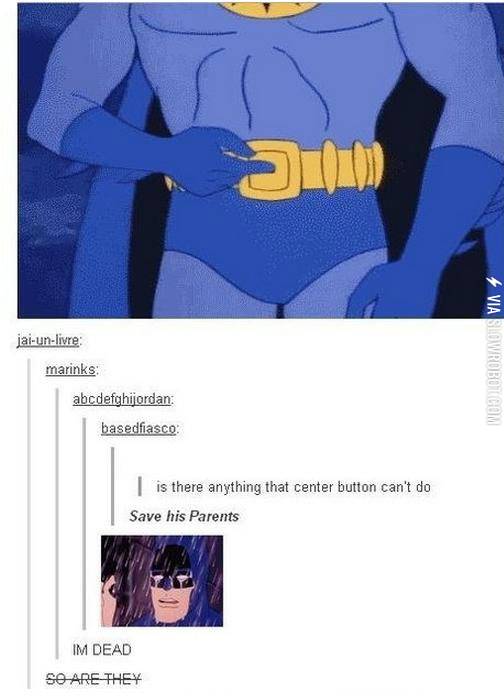 jai-un-livre:
marinks:
abcdefghijordan:
basedfiasco:
is there anything that center button can't do
Save his Parents
IM DEAD
SO ARE THEY
VIA SLOWROBOT.COM